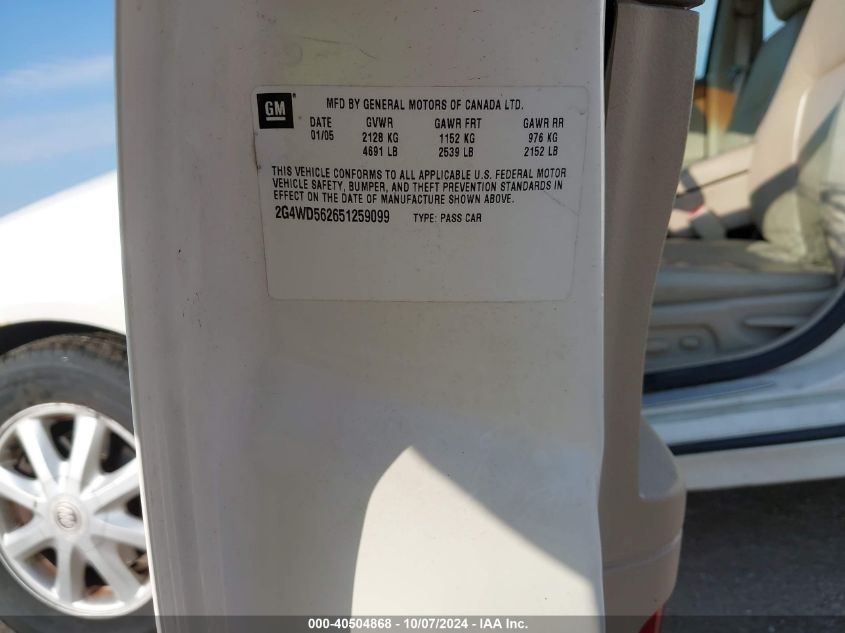 GM
MFD BY GENERAL MOTORS OF CANADA LTD.
DATE GVWR GAWR FRT GAWR RR
01/05 2128 KG 1152 KG 976 KG
4691 LB 2539 LB 2152 LB
THIS VEHICLE CONFORMS TO ALL APPLICABLE U.S. FEDERAL MOTOR
VEHICLE SAFETY, BUMPER, AND THEFT PREVENTION STANDARDS IN
EFFECT ON THE DATE OF MANUFACTURE SHOWN ABOVE.
2G4WD562651259099 TYPE: PASS CAR
000-40504868 - 10/07/2024 - IAA Inc.